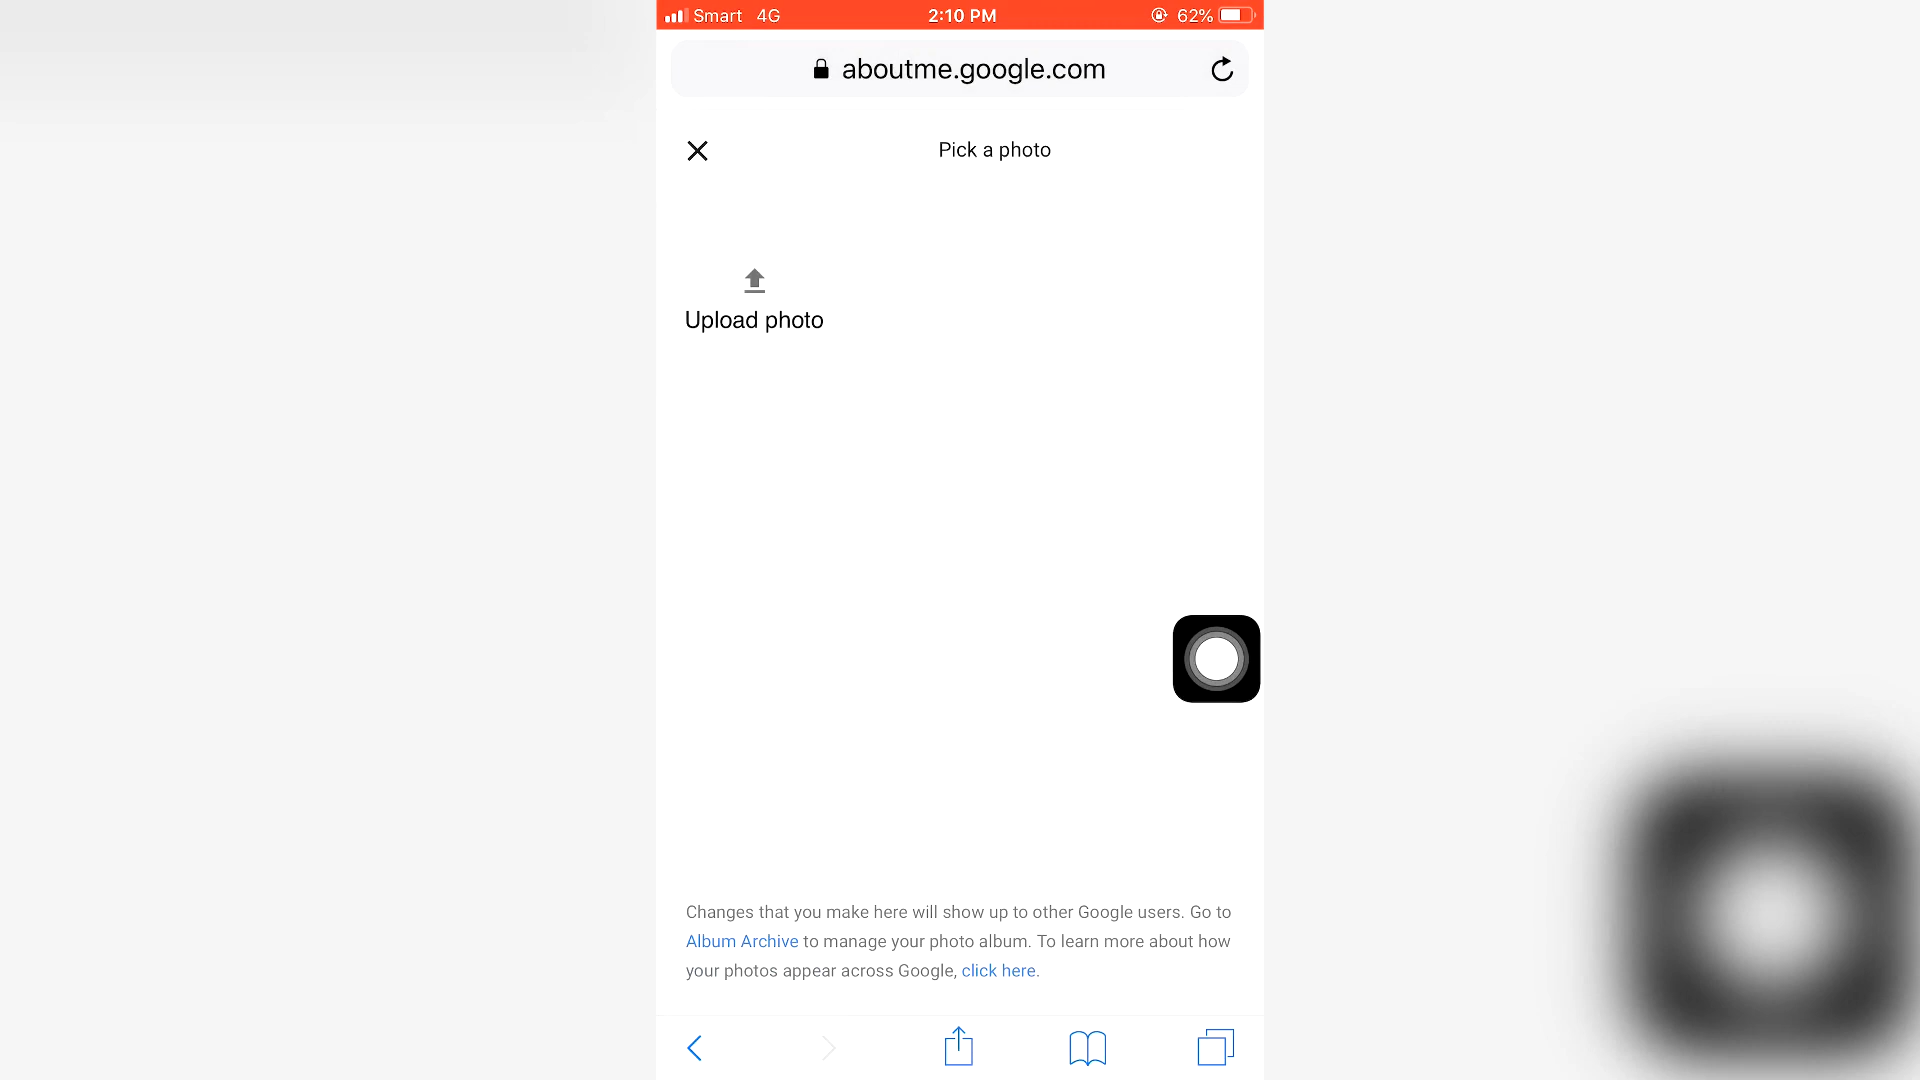 Smart 4G 2:10 PM 62%
aboutme.google.com
Pick a photo
Upload photo
Changes that you make here will show up to other Google users. Go to
Album Archive to manage your photo album. To learn more about how
your photos appear across Google, click here.